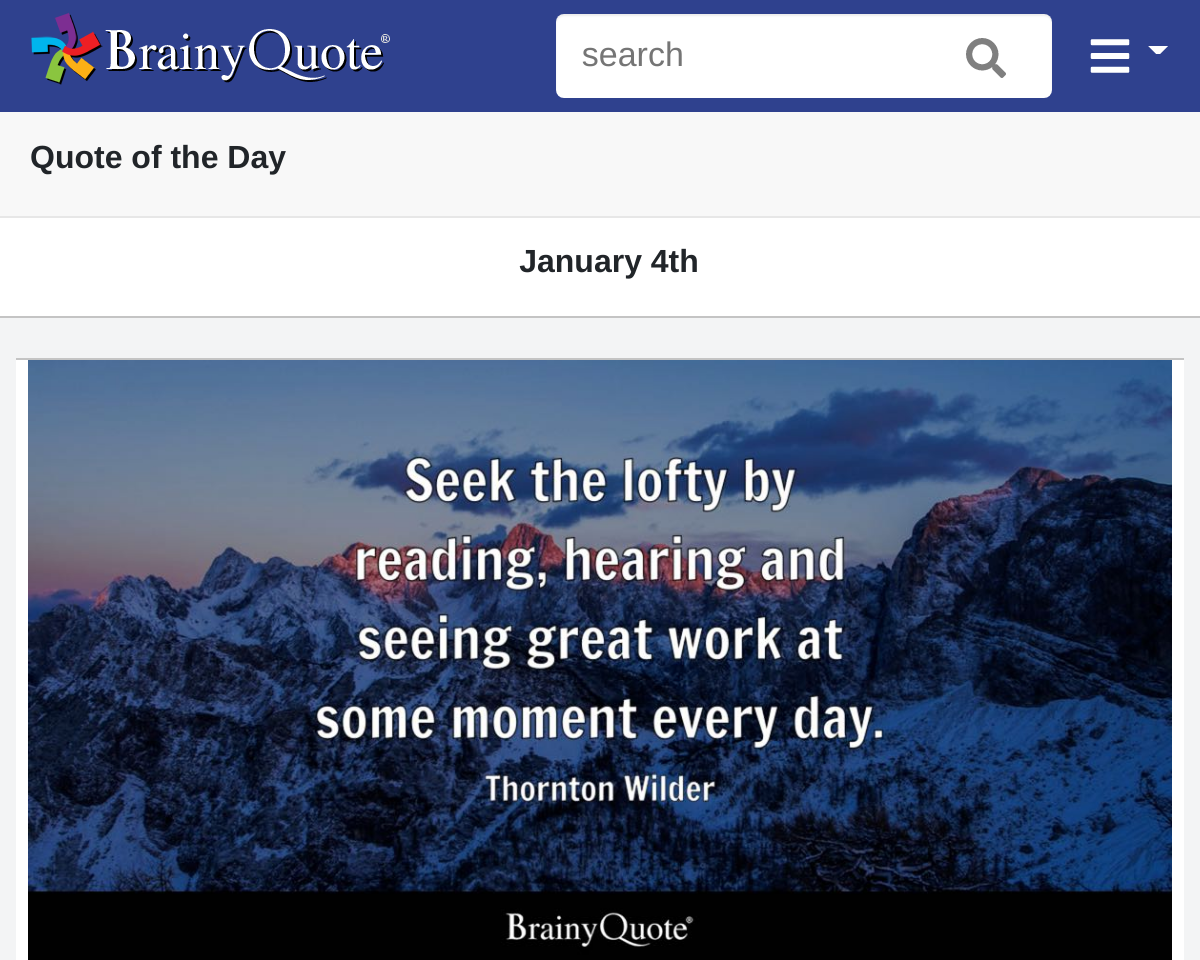 BrainyQuote®
search
Quote of the Day
January 4th
Seek the lofty by
reading, hearing and
seeing great work at
some moment every day.
Thornton Wilder
BrainyQuote®